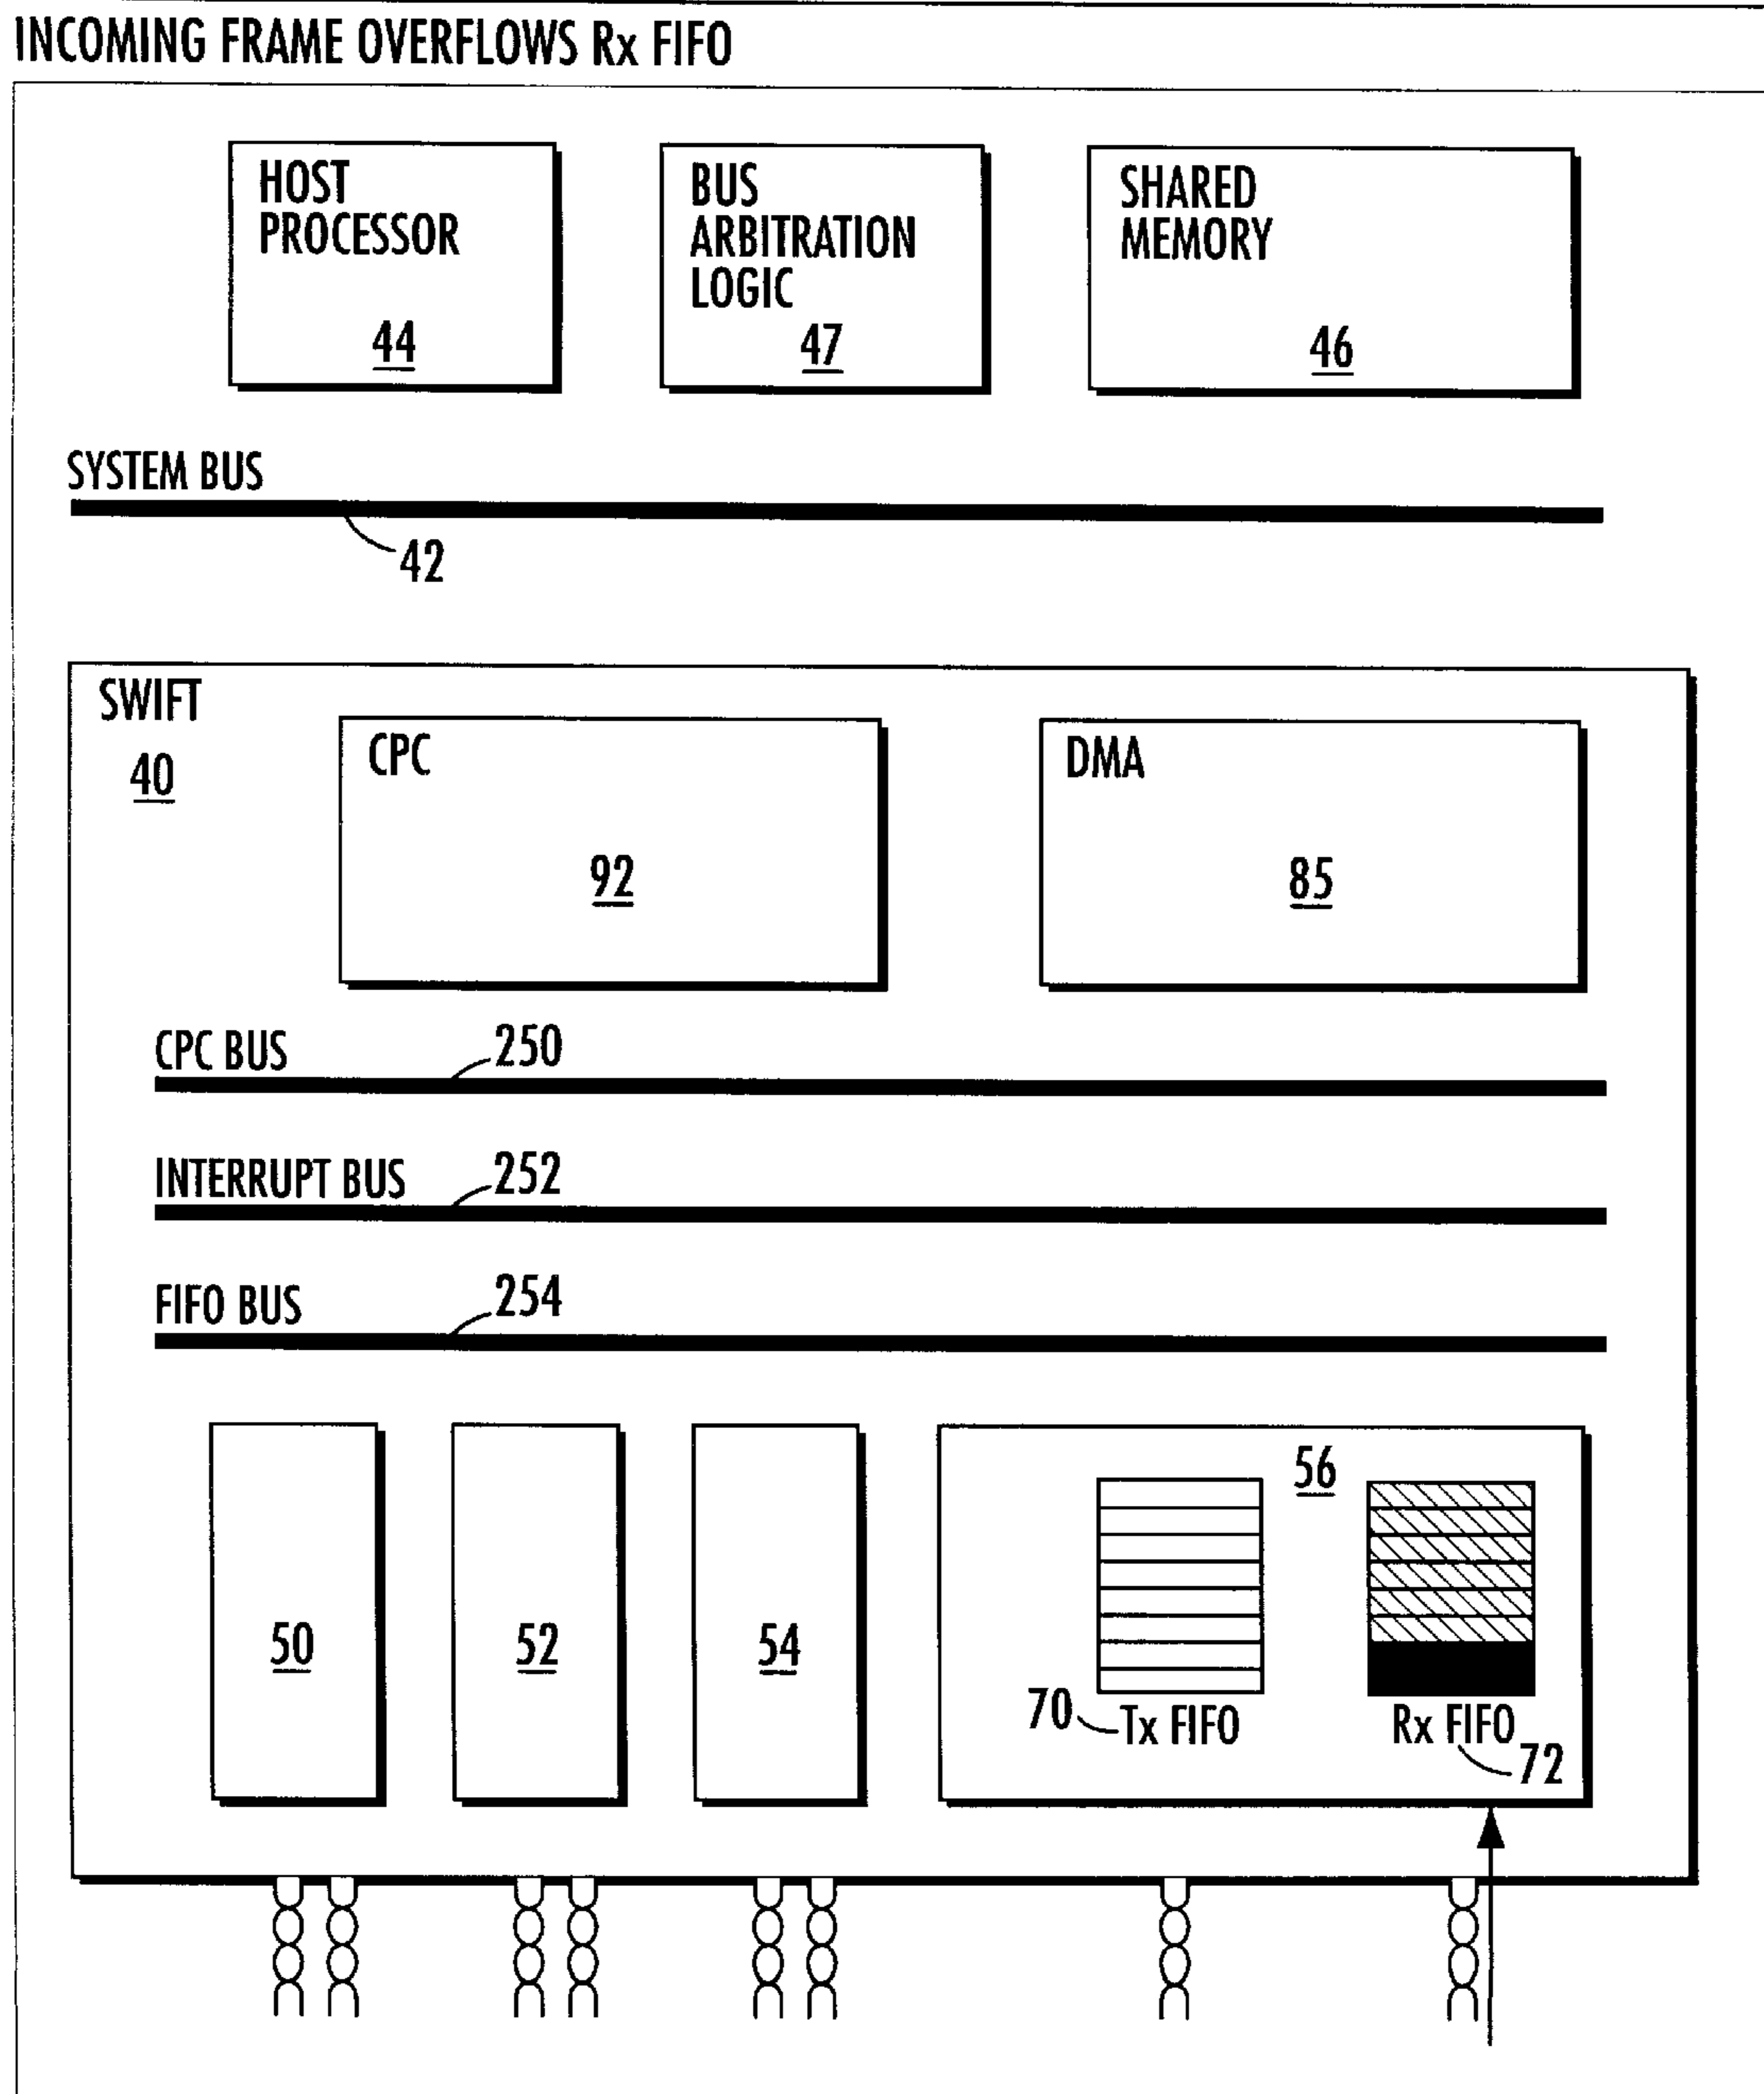 INCOMING FRAME OVERFLOWS Rx FIFO
HOST
PROCESSOR
44
BUS
ARBITRATION
LOGIC
47
SHARED
MEMORY
46
SYSTEM BUS
42
SWIFT
40
CPC
92
DMA
85
CPC BUS
250
INTERRUPT BUS
252
FIFO BUS
254
50
52
54
56
70
Tx FIFO
Rx FIFO
72